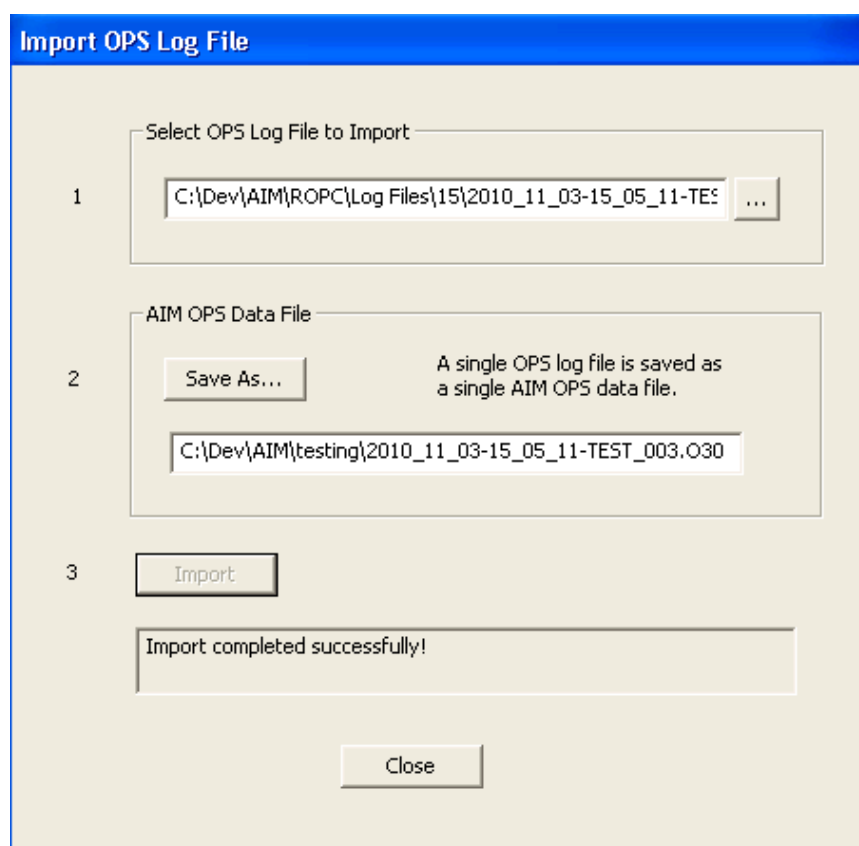 Import OPS Log File
Select OPS Log File to Import
1
C:\Dev\AIM\ROPC\Log Files\15\2010_11_03-15_05_11-TES
...
AIM OPS Data File
2
Save As...
A single OPS log file is saved as
a single AIM OPS data file.
C:\Dev\AIM\testing\2010_11_03-15_05_11-TEST_003.O30
3
Import
Import completed successfully!
Close